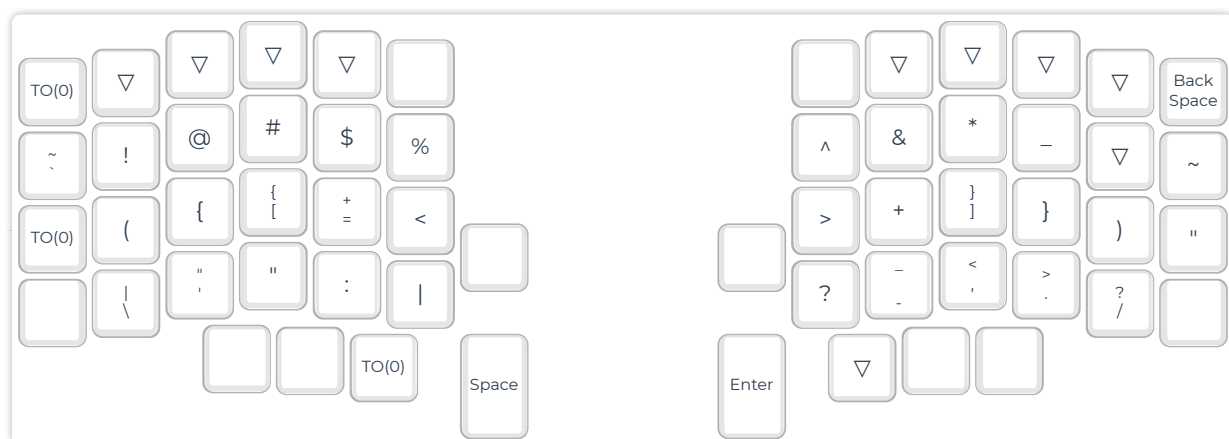 TO(0) ▽ ▽ ▽ ▽ ▽ ▽ ▽ ▽ Back
Space
~
` ! @ # $ % ^ & * _ ▽ ~
TO(0) ( { {
[ +
= < > + }
] } ) "
|
\ "
' " : | ? _
- <
, >
. ?
/
TO(0) Space Enter ▽